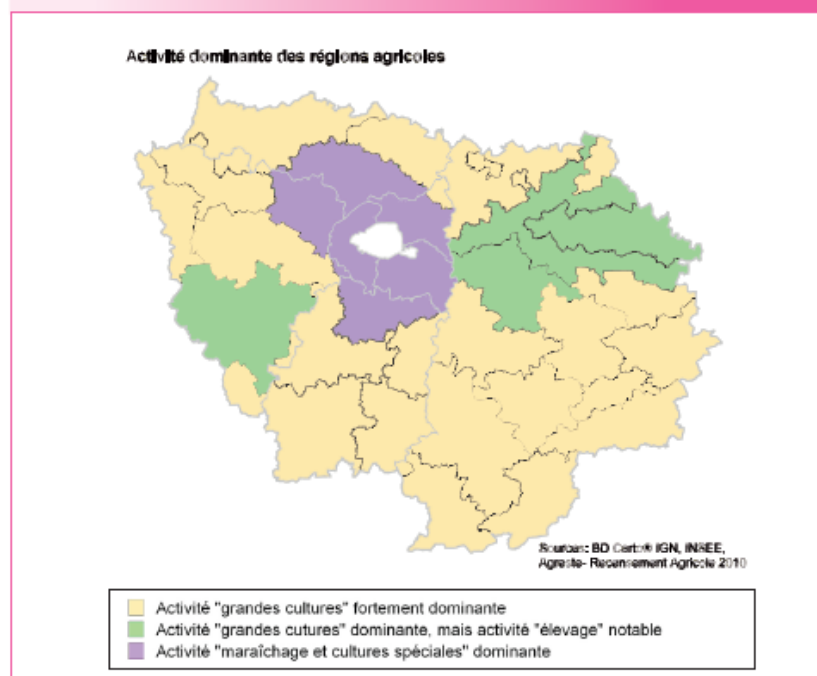 Activité dominante des régions agricoles
Sources: BD Carto® IGN, INSEE,
Agreste- Recensement Agricole 2010
Activité "grandes cultures" fortement dominante
Activité "grandes cutures" dominante, mais activité "élevage" notable
Activité "maraîchage et cultures spéciales" dominante